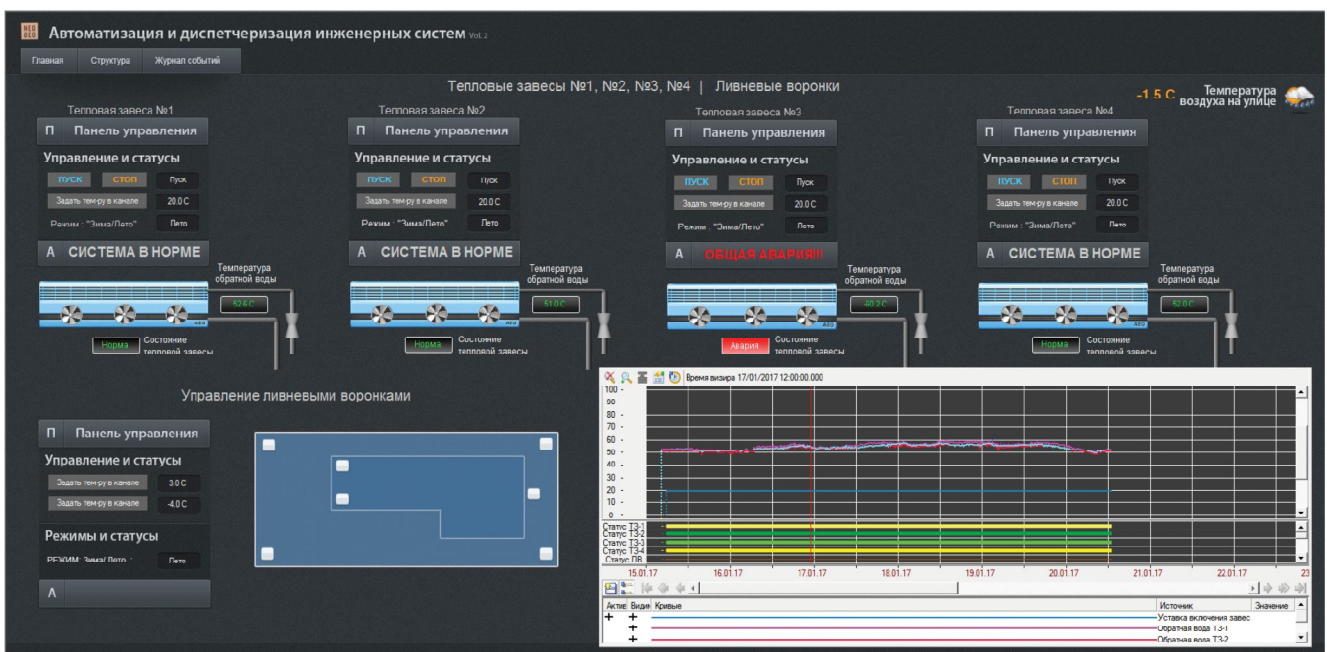 NEO
Автоматизация и диспетчеризация инженерных систем Vol. 2
Главная Структура Журнал событий
Тепловые завесы №1, №2, №3, №4 | Ливневые воронки
-1.5 C Температура воздуха на улице
Тепловая завеса №1
П Панель управления
Управление и статусы
ПУСК СТОП Пуск
Задать тем-ру в канале 20.0 C
Режим : "Зима/Лето" Лето
А СИСТЕМА В НОРМЕ
Температура
обратной воды
52.6 C
Норма Состояние
тепловой завесы
Тепловая завеса №2
П Панель управления
Управление и статусы
ПУСК СТОП Пуск
Задать тем-ру в канале 20.0 C
Режим : "Зима/Лето" Лето
А СИСТЕМА В НОРМЕ
Температура
обратной воды
51.0 C
Норма Состояние
тепловой завесы
Тепловая завеса №3
П Панель управления
Управление и статусы
ПУСК СТОП Пуск
Задать тем-ру в канале 20.0 C
Режим : "Зима/Лето" Лето
А ОБЩАЯ АВАРИЯ!!!
Температура
обратной воды
AEG
Авария Состояние
тепловой завесы
Тепловая завеса №4
П Панель управления
Управление и статусы
ПУСК СТОП Пуск
Задать тем-ру в канале 20.0 C
Режим : "Зима/Лето" Лето
А СИСТЕМА В НОРМЕ
Температура
обратной воды
52.0 C
AEG
Норма Состояние
тепловой завесы
Управление ливневыми воронками
П Панель управления
Управление и статусы
Задать тем-ру в канале 3.0 C
Задать тем-ру в канале -4.0 C
Режимы и статусы
РЕЖИМ: Зима/Лето : Лето
А
Время визира 17/01/2017 12:00:00.000
100
90
80
70
60
50
40
30
20
10
0
Статус ТЗ-1
Статус ТЗ-2
Статус ТЗ-3
Статус ТЗ-4
Статус ЛВ
15.01.17 16.01.17 17.01.17 18.01.17 19.01.17 20.01.17 21.01.17 22.01.17 23
Актив Видим Кривые Источник Значение
Уставка включения завес
Обратная вода ТЗ-1
Обратная вода ТЗ-2